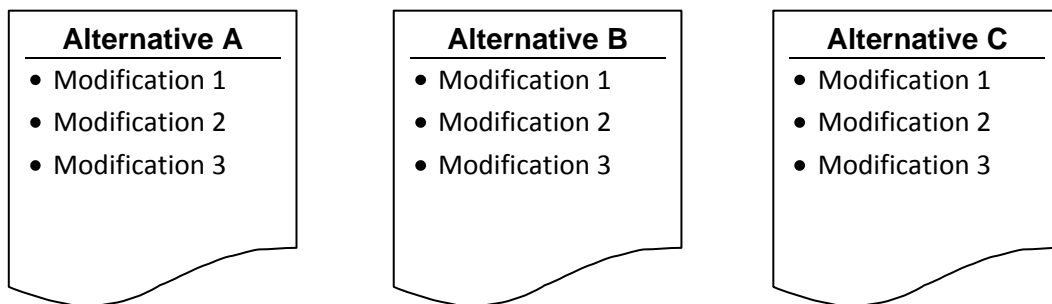 Alternative A
• Modification 1
• Modification 2
• Modification 3
Alternative B
• Modification 1
• Modification 2
• Modification 3
Alternative C
• Modification 1
• Modification 2
• Modification 3